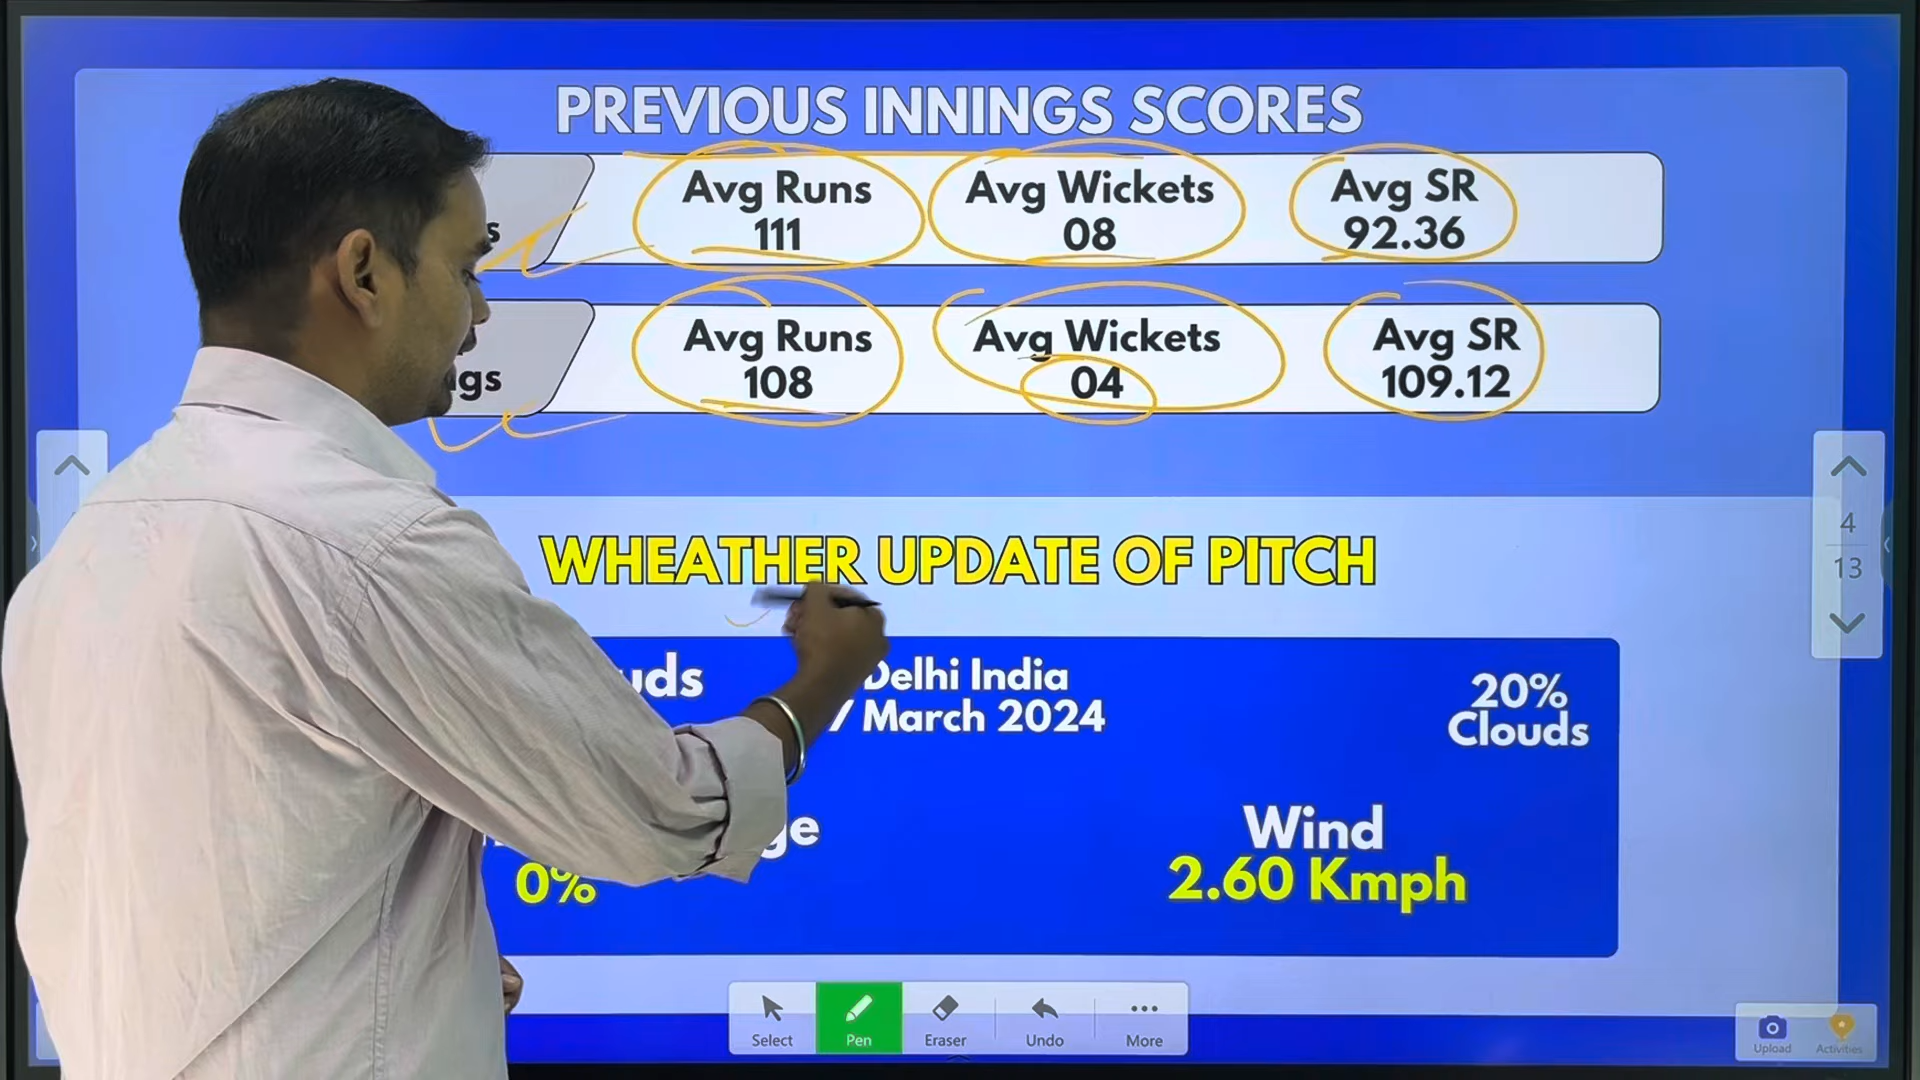 PREVIOUS INNINGS SCORES
Avg Runs
111
Avg Wickets
08
Avg SR
92.36
Avg Runs
108
Avg Wickets
04
Avg SR
109.12
4
13
WHEATHER UPDATE OF PITCH
Delhi India
March 2024
20%
Clouds
0%
Wind
2.60 Kmph
Select
Pen
Eraser
Undo
More
Upload
Activities